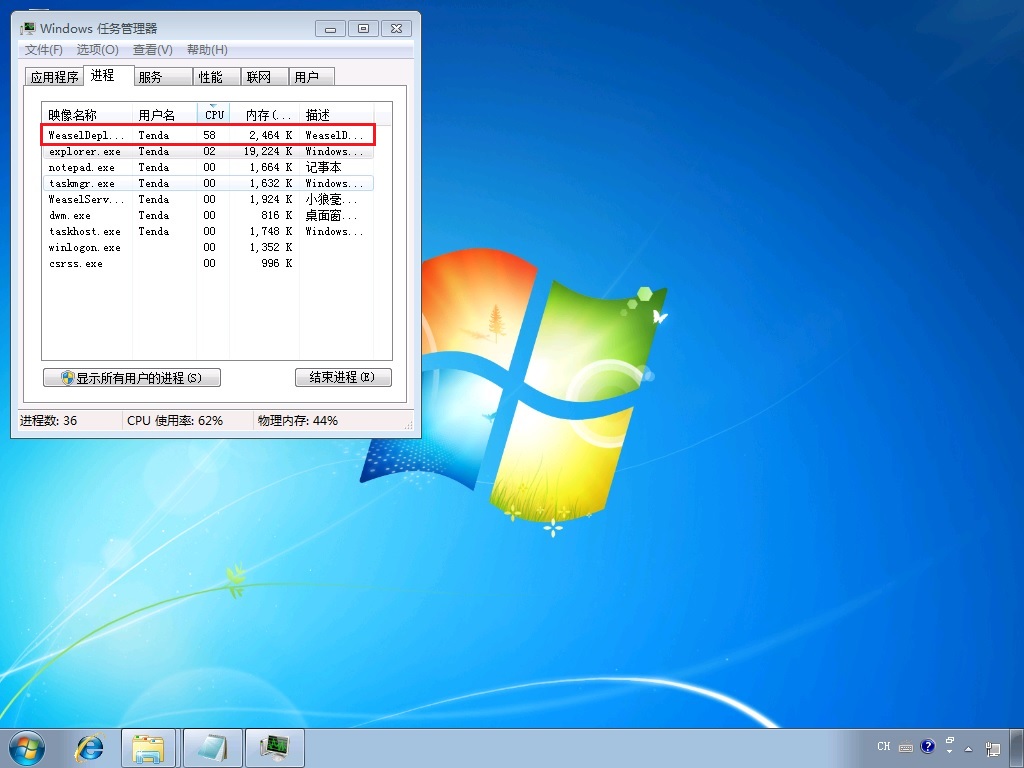 Windows 任务管理器
文件(F) 选项(O) 查看(V) 帮助(H)
应用程序 进程 服务 性能 联网 用户
映像名称 用户名 CPU 内存(... 描述
WeaselDepl... Tenda 58 2,464 K WeaselD...
explorer.exe Tenda 02 19,224 K Windows...
notepad.exe Tenda 00 1,664 K 记事本
taskmgr.exe Tenda 00 1,632 K Windows...
WeaselServ... Tenda 00 1,924 K 小狼毫...
dwm.exe Tenda 00 816 K 桌面窗...
taskhost.exe Tenda 00 1,748 K Windows...
winlogon.exe 00 1,352 K
csrss.exe 00 996 K
显示所有用户的进程(S) 结束进程(E)
进程数: 36 CPU 使用率: 62% 物理内存: 44%
CH